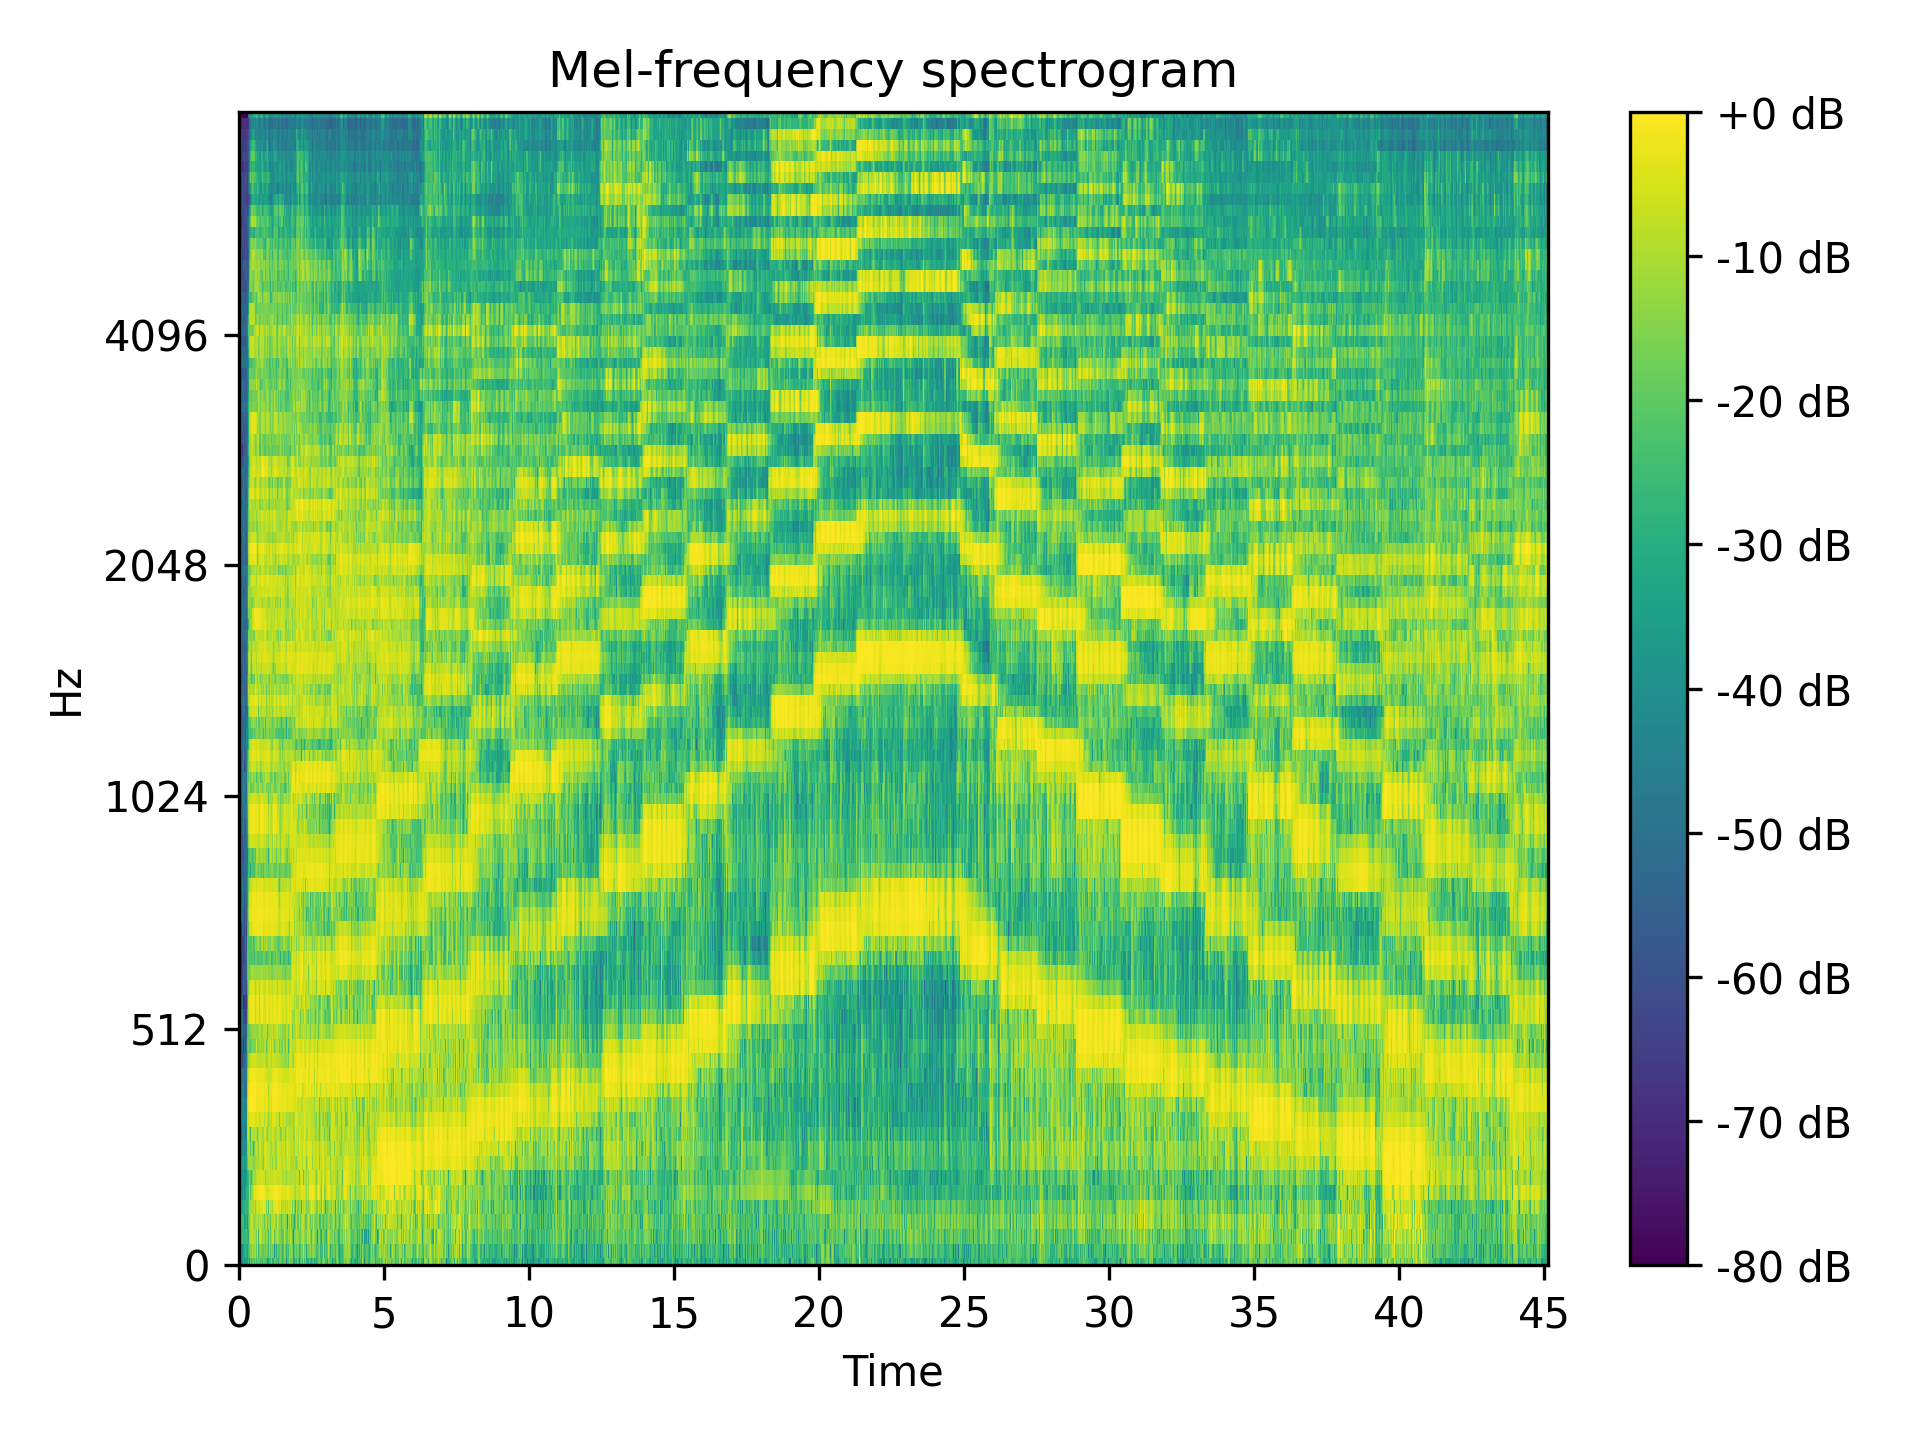 Mel-frequency spectrogram
+0 dB
-10 dB
-20 dB
-30 dB
-40 dB
-50 dB
-60 dB
-70 dB
-80 dB
4096
2048
1024
512
0
Hz
0 5 10 15 20 25 30 35 40 45
Time